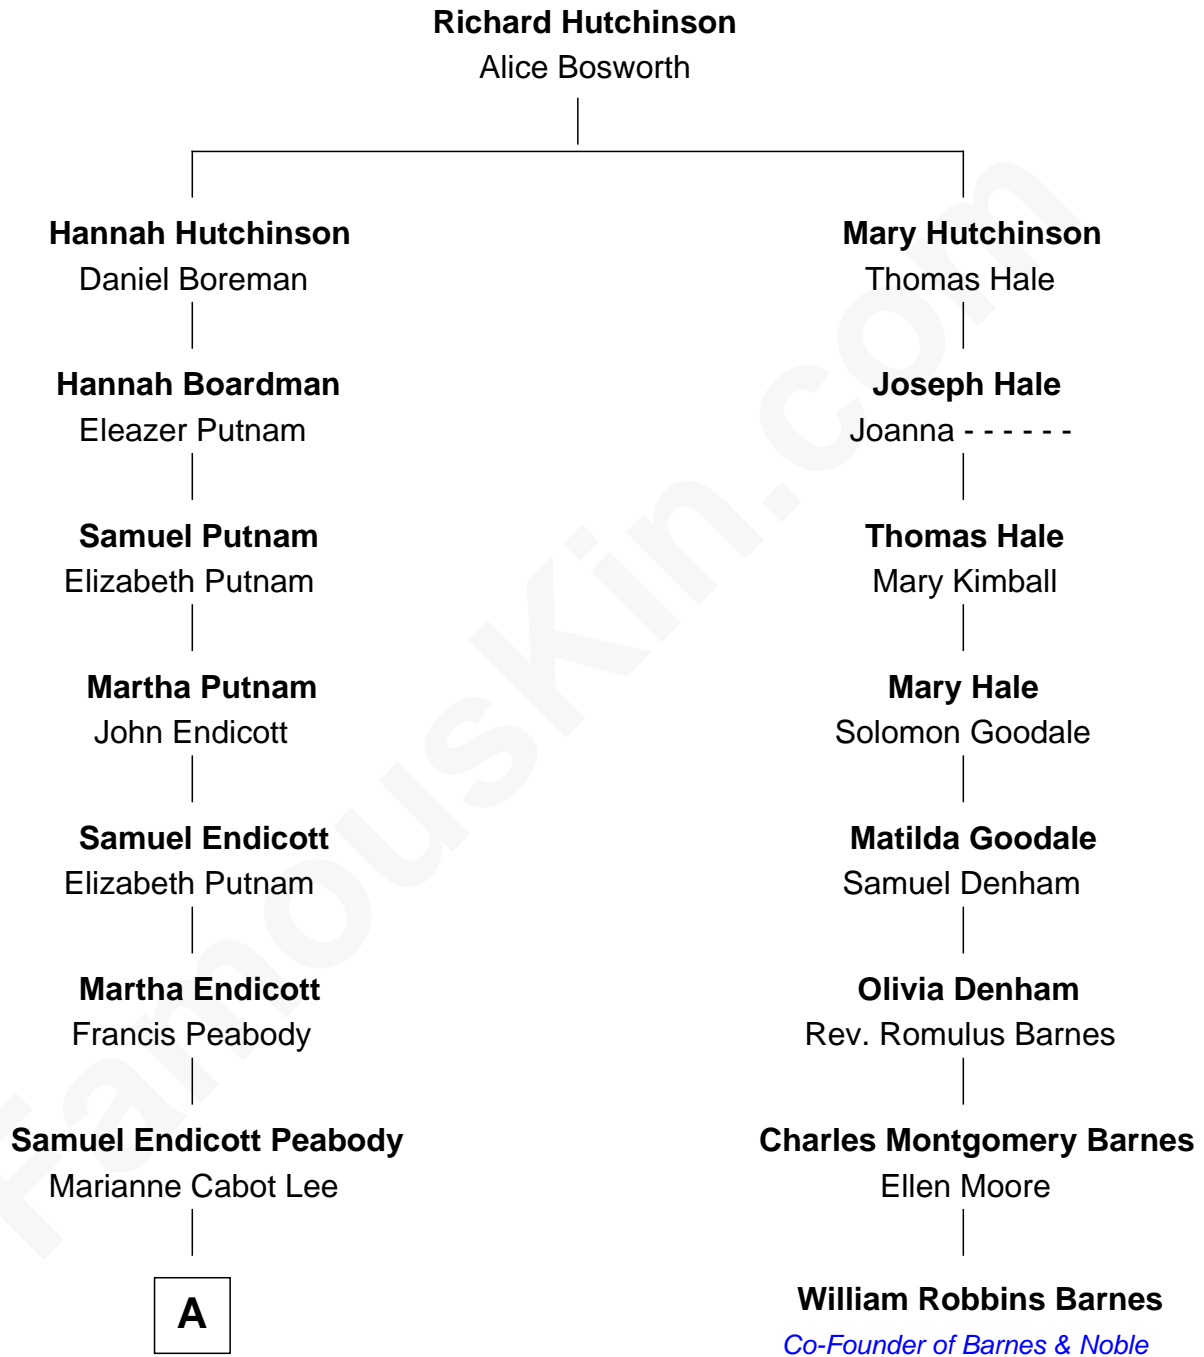 Richard Hutchinson
Alice Bosworth
Hannah Hutchinson
Daniel Boreman
Mary Hutchinson
Thomas Hale
Hannah Boardman
Eleazer Putnam
Joseph Hale
Joanna - - - - - -
Samuel Putnam
Elizabeth Putnam
Thomas Hale
Mary Kimball
Martha Putnam
John Endicott
Mary Hale
Solomon Goodale
Samuel Endicott
Elizabeth Putnam
Matilda Goodale
Samuel Denham
Martha Endicott
Francis Peabody
Olivia Denham
Rev. Romulus Barnes
Samuel Endicott Peabody
Marianne Cabot Lee
Charles Montgomery Barnes
Ellen Moore
A
William Robbins Barnes
Co-Founder of Barnes & Noble
FamousKin.com